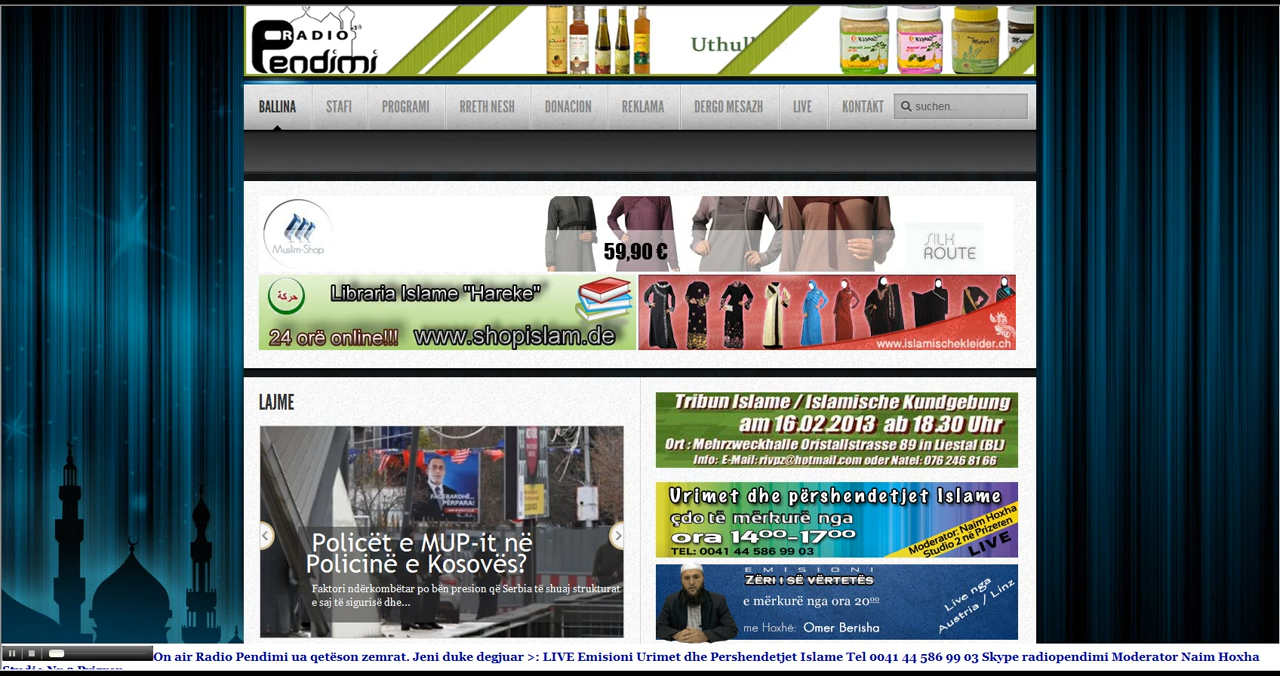 RADIO
Pendimi
Uthull
BALLINA STAFI PROGRAMI RRETH NESH DONACION REKLAMA DERGO MESAZH LIVE KONTAKT suchen...
Muslim-Shop
59,90 €
SILK
ROUTE
حركة
Libraria Islame "Hareke"
24 orë online!!! www.shopislam.de
www.islamischekleider.ch
LAJME
FACEBARDHË...
PËRPARA!
Policët e MUP-it në
Policinë e Kosovës?
Faktori ndërkombëtar po bën presion që Serbia të shuaj strukturat
e saj të sigurisë dhe...
Tribun Islame / Islamische Kundgebung
am 16.02.2013 ab 18.30 Uhr
Ort : Mehrzweckhalle Oristallstrasse 89 in Liestal (BL)
Info: E-Mail: rivpz@hotmail.com oder Natel: 076 246 81 66
Urimet dhe përshendetjet Islame
çdo të mërkurë nga
ora 14⁰⁰-17⁰⁰
TEL: 0041 44 586 99 03
Moderator: Naim Hoxha
Studio 2 në Prizeren
LIVE
EMISIONI
ZËRI I SË VËRTETËS
e mërkurë nga ora 20⁰⁰
me Hoxhë: Omer Berisha
Live nga
Austria / Linz
On air Radio Pendimi ua qetëson zemrat. Jeni duke degjuar >: LIVE Emisioni Urimet dhe Pershendetjet Islame Tel 0041 44 586 99 03 Skype radiopendimi Moderator Naim Hoxha
Studio Nr 2 Prizren